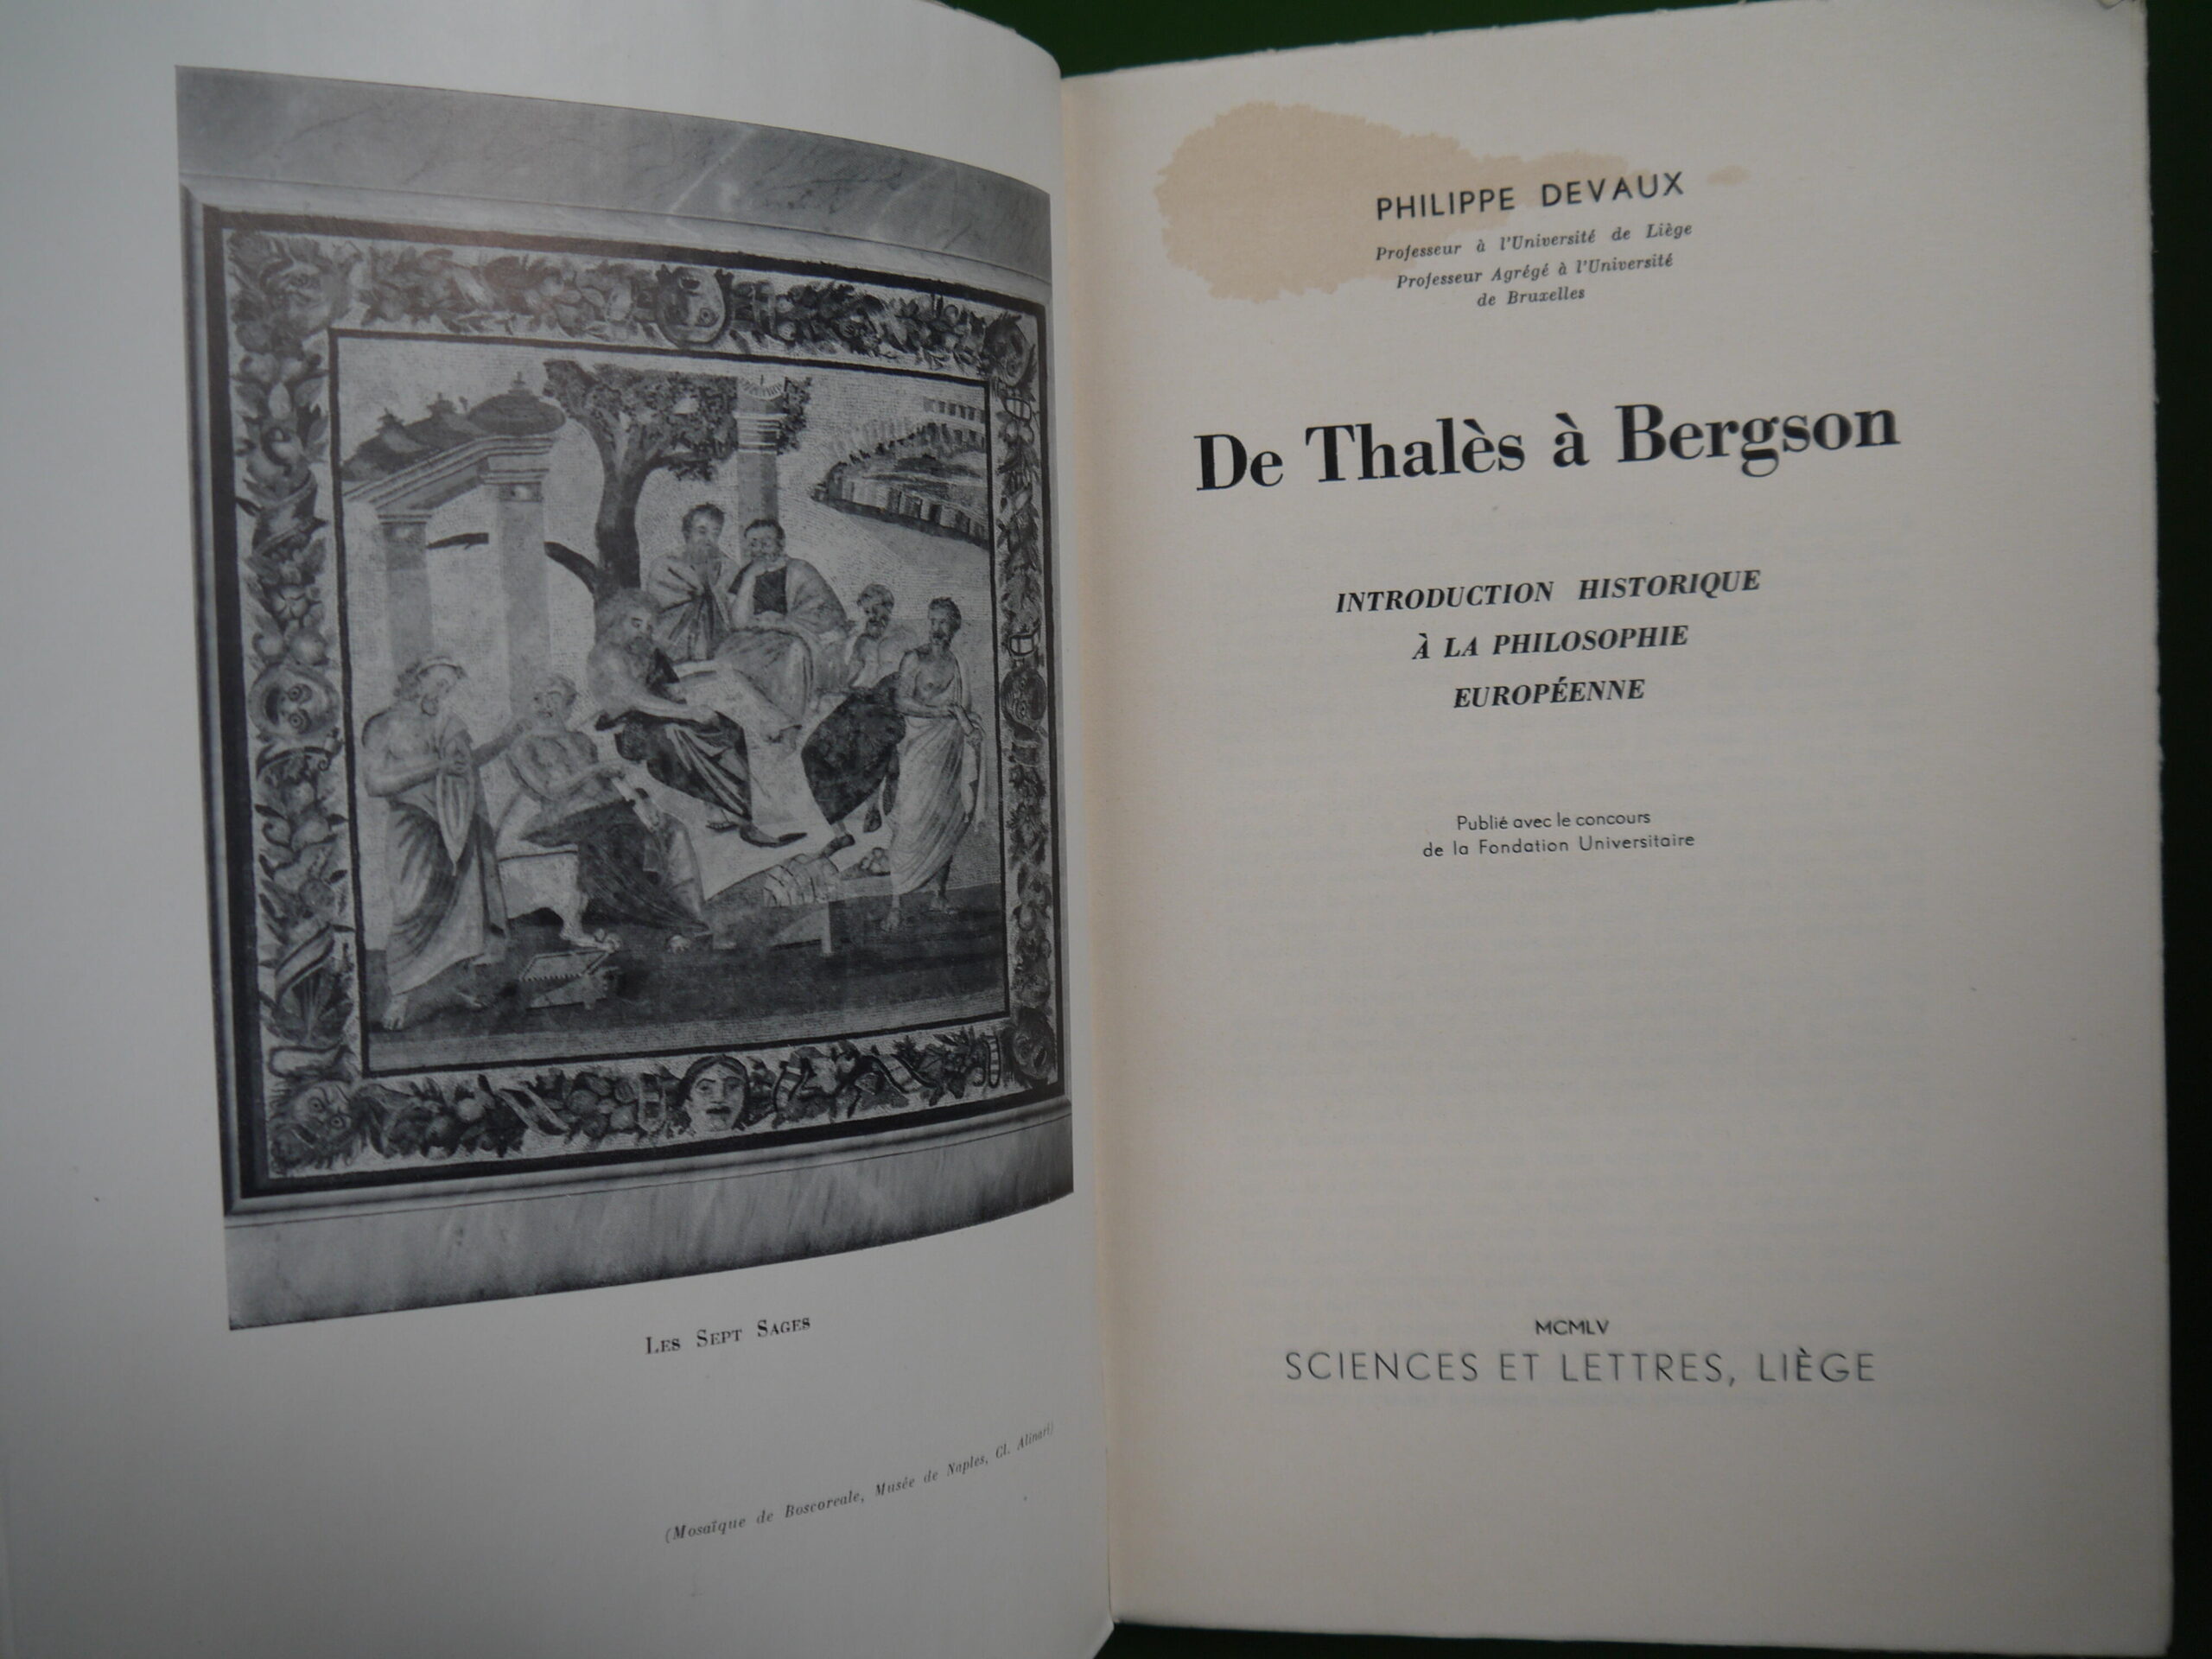 Les Sept Sages
(Mosaïque de Boscoreale, Musée de Naples, Cl. Alinari)
PHILIPPE DEVAUX
Professeur à l'Université de Liège
Professeur Agrégé à l'Université
de Bruxelles
De Thalès à Bergson
INTRODUCTION HISTORIQUE
À LA PHILOSOPHIE
EUROPÉENNE
Publié avec le concours
de la Fondation Universitaire
MCMLV
SCIENCES ET LETTRES, LIÈGE